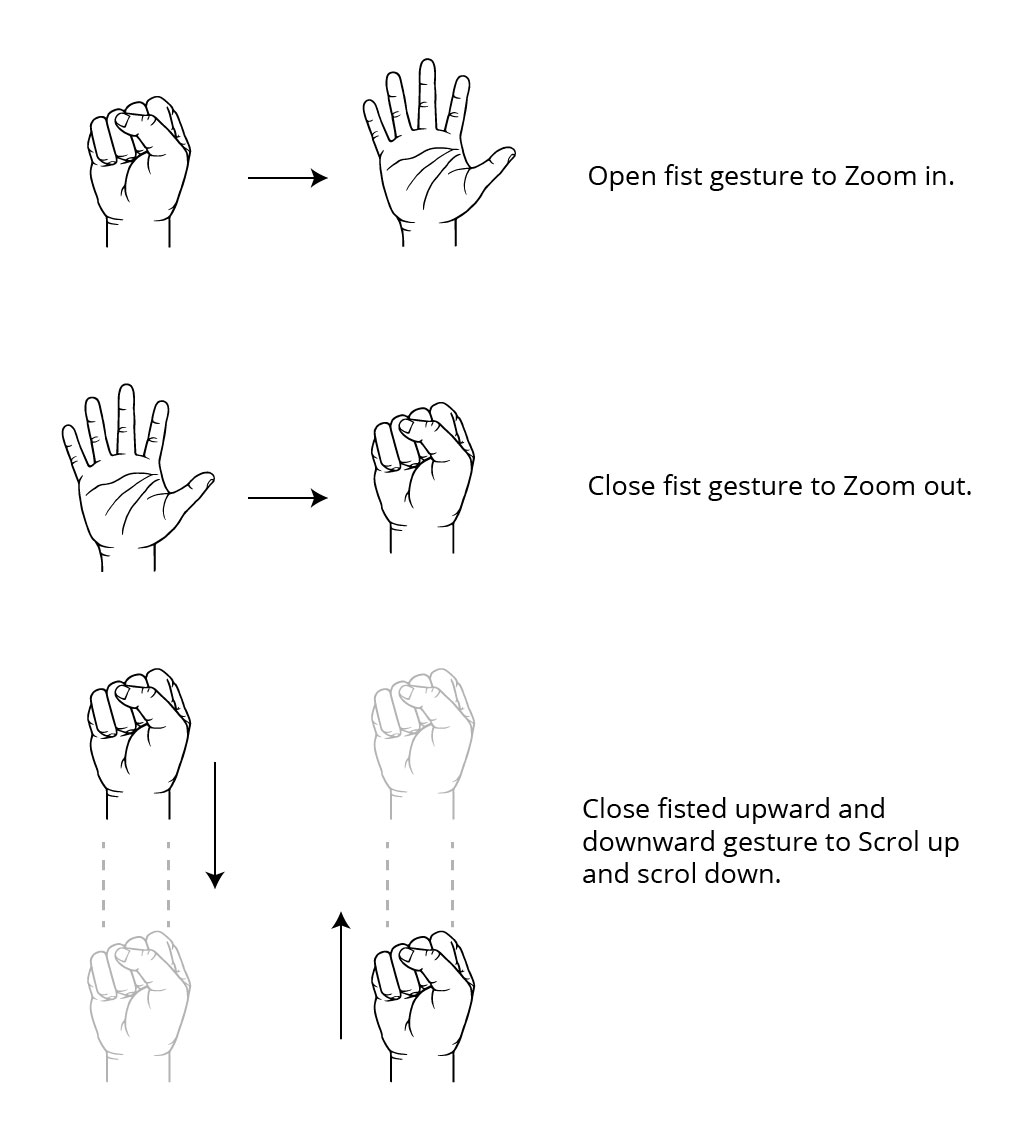 Open fist gesture to Zoom in.
Close fist gesture to Zoom out.
Close fisted upward and
downward gesture to Scrol up
and scrol down.